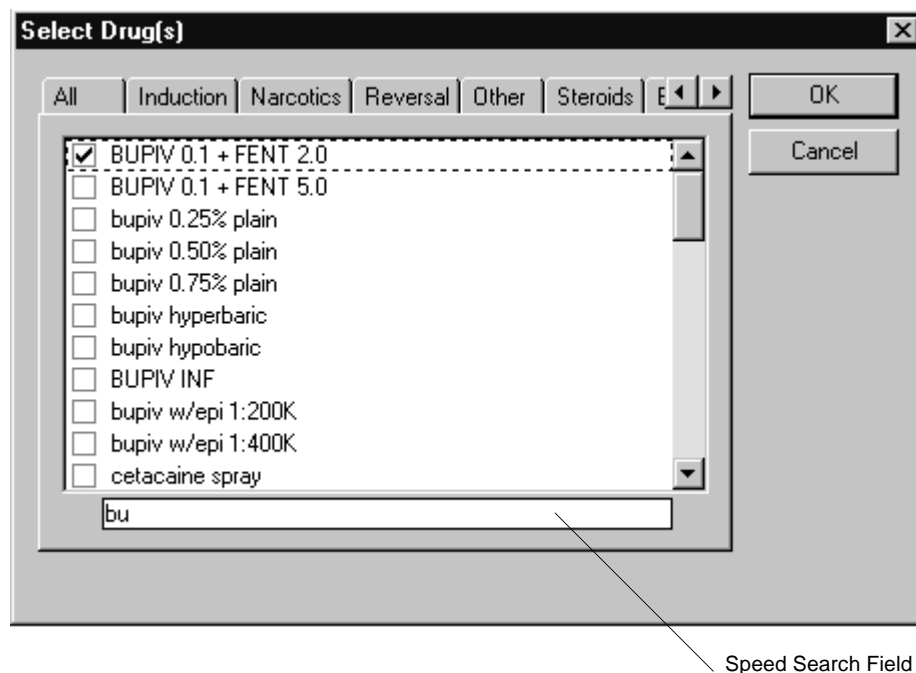 Select Drug(s)
All Induction Narcotics Reversal Other Steroids
OK
Cancel
BUPIV 0.1 + FENT 2.0
BUPIV 0.1 + FENT 5.0
bupiv 0.25% plain
bupiv 0.50% plain
bupiv 0.75% plain
bupiv hyperbaric
bupiv hypobaric
BUPIV INF
bupiv w/epi 1:200K
bupiv w/epi 1:400K
cetacaine spray
bu
Speed Search Field